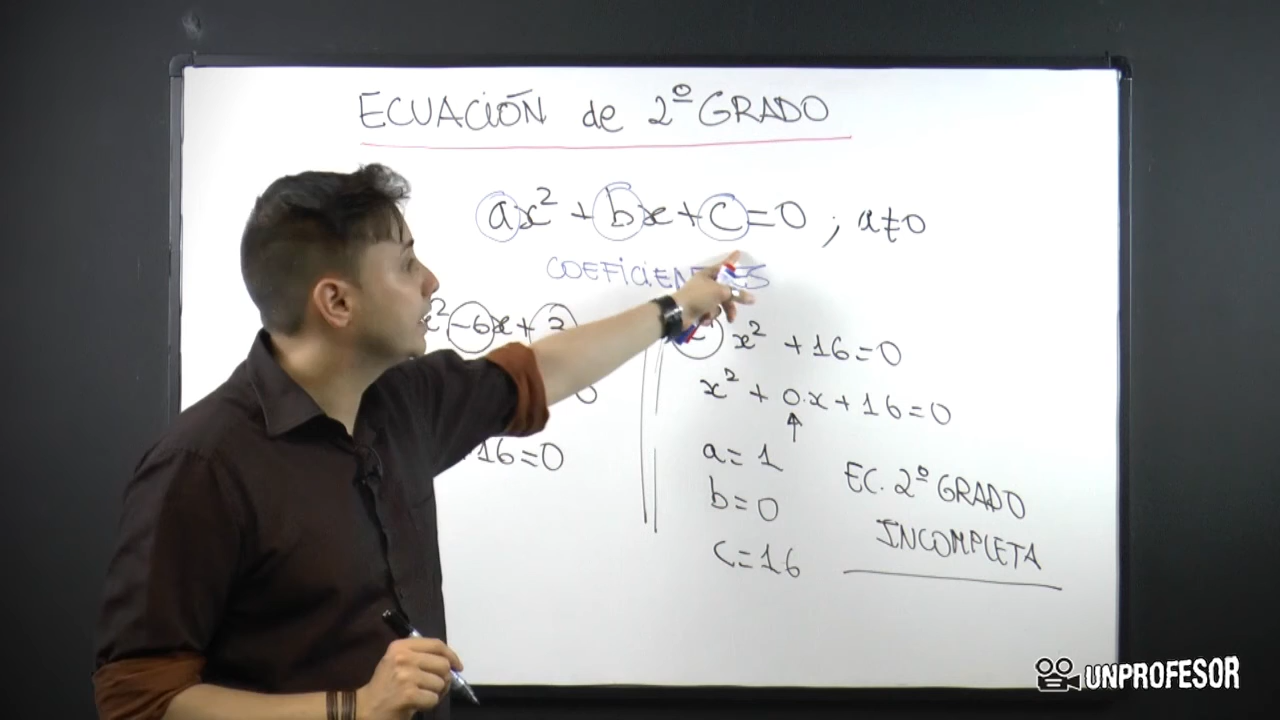 ECUACIÓN de 2º GRADO
ax² + bx + c = 0 ; a ≠ 0
x² - 6x + 2
x² + 16 = 0
x² + 0·x + 16 = 0
16 = 0
a = 1
b = 0
c = 16
EC. 2º GRADO
INCOMPLETA
UNPROFESOR